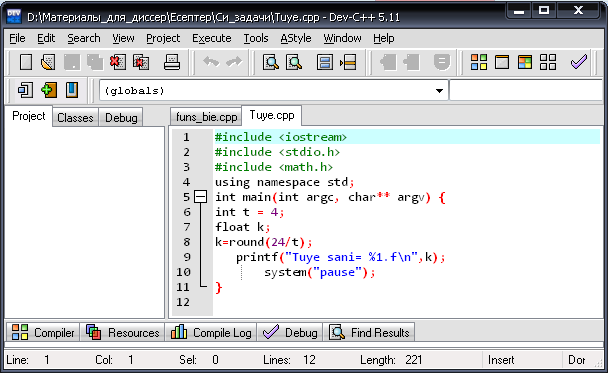 D:\Материалы_для_диссер\Есептер\Си_задачи\Tuye.cpp - Dev-C++ 5.11
File Edit Search View Project Execute Tools AStyle Window Help
(globals)
Project Classes Debug
funs_bie.cpp Tuye.cpp
1 #include <iostream>
2 #include <stdio.h>
3 #include <math.h>
4 using namespace std;
5 int main(int argc, char** argv) {
6 int t = 4;
7 float k;
8 k=round(24/t);
9 printf("Tuye sani= %1.f\n",k);
10 system("pause");
11 }
12
Compiler Resources Compile Log Debug Find Results
Line: 1 Col: 1 Sel: 0 Lines: 12 Length: 221 Insert Dor